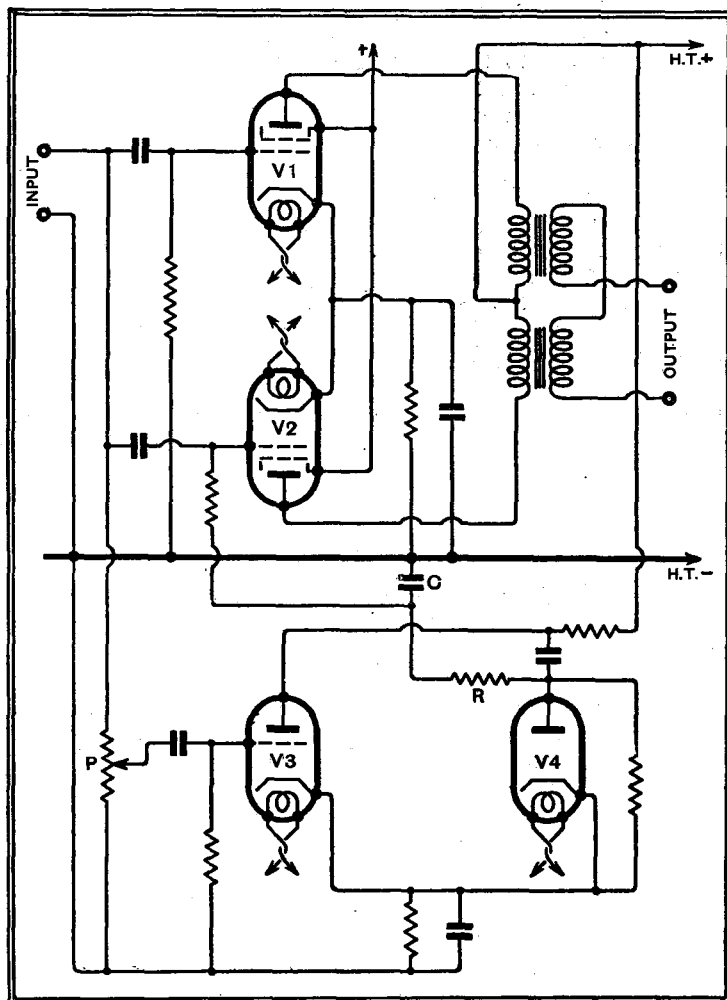 +
H.T.+
INPUT
V1
V2
OUTPUT
H.T.-
C
R
P
V3
V4